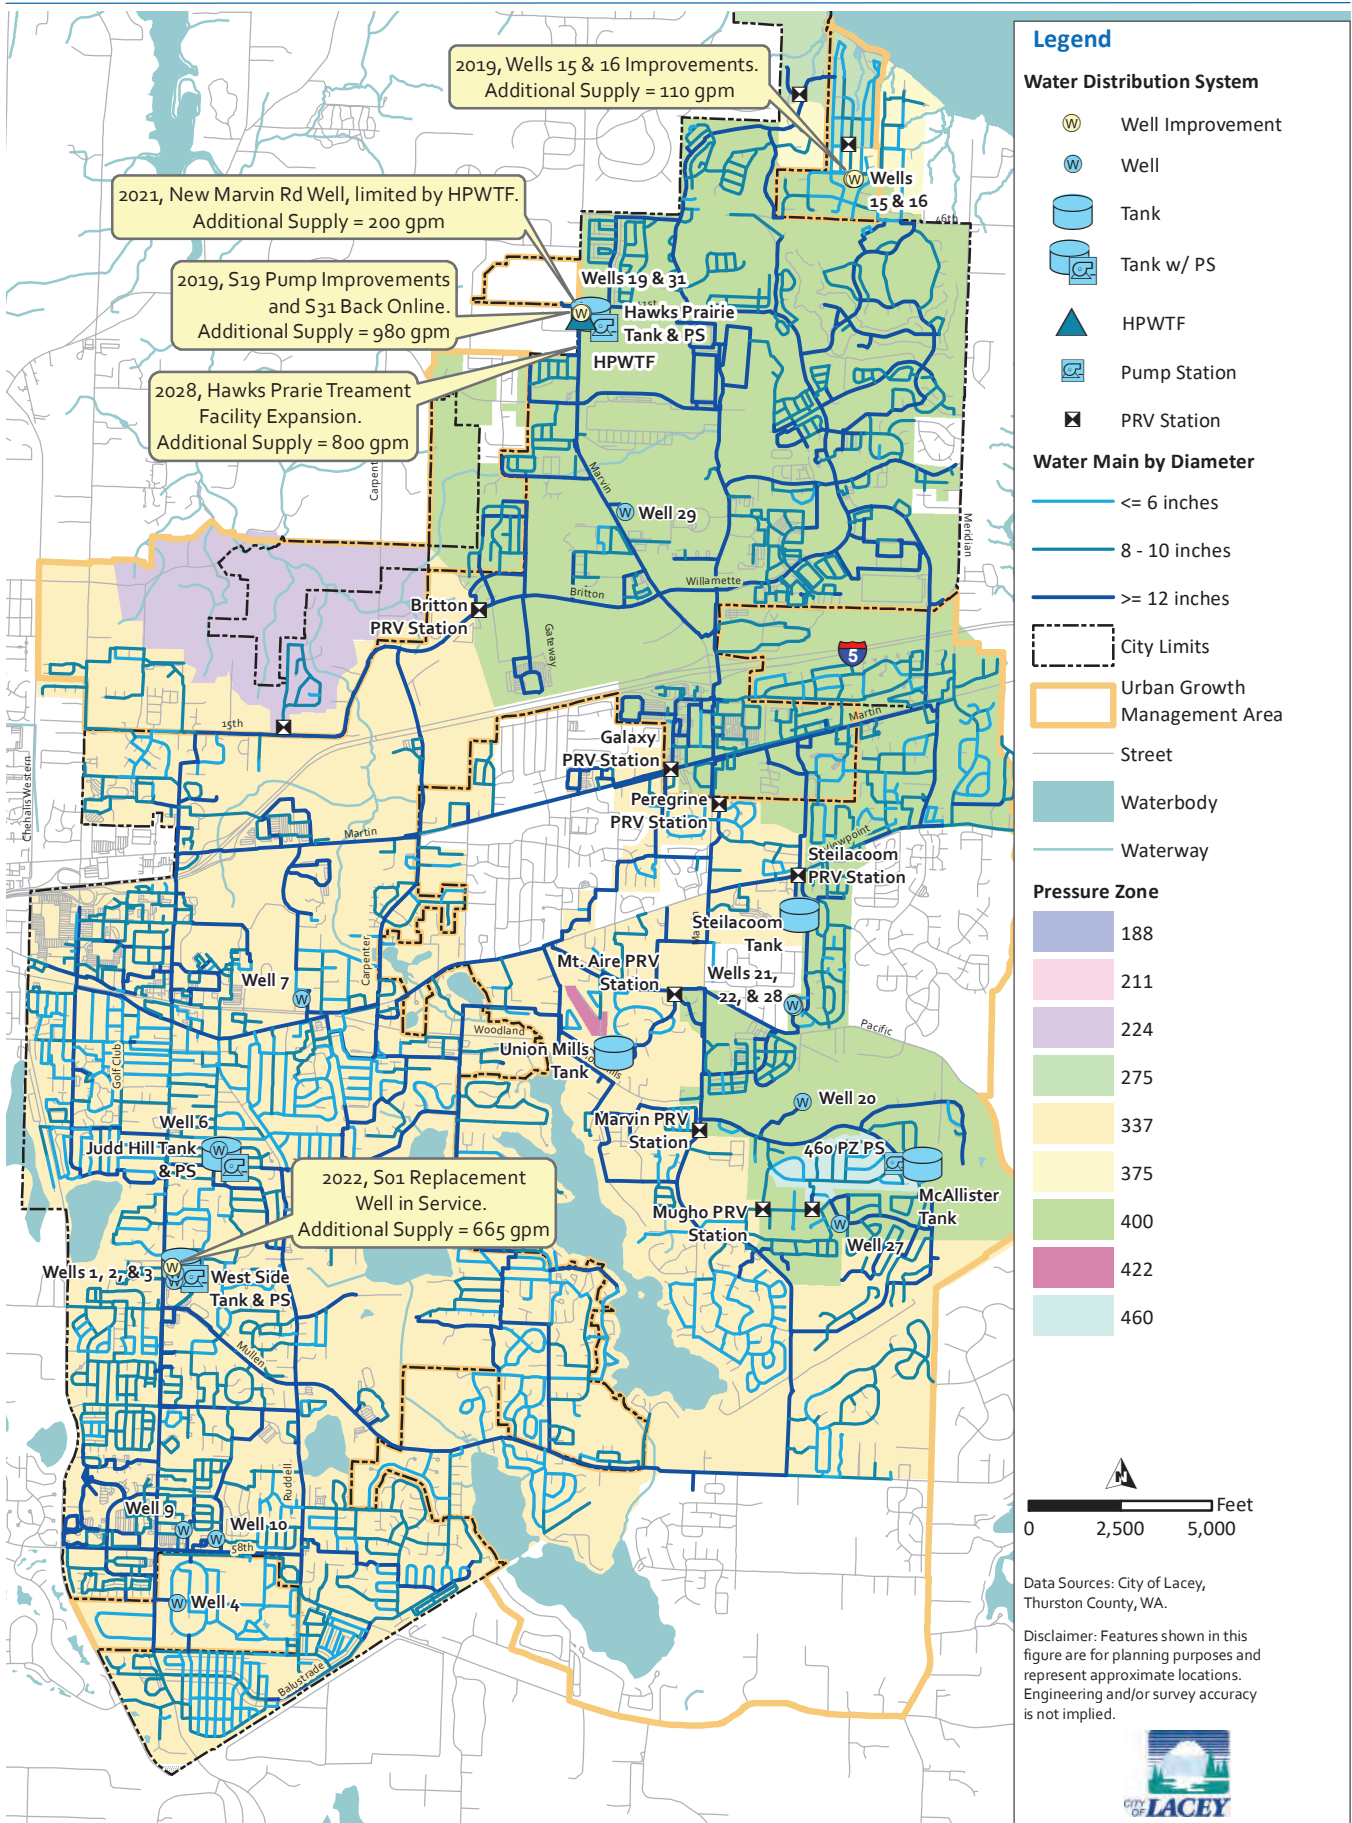 2019, Wells 15 & 16 Improvements.
Additional Supply = 110 gpm
Wells
15 & 16
46th
2021, New Marvin Rd Well, limited by HPWTF.
Additional Supply = 200 gpm
2019, S19 Pump Improvements
and S31 Back Online.
Additional Supply = 980 gpm
Wells 19 & 31
Hawks Prairie
Tank & PS
HPWTF
2028, Hawks Prarie Treament
Facility Expansion.
Additional Supply = 800 gpm
Carpent
Marvin
Well 29
Meridian
Willamette
Britton
Britton
PRV Station
Gateway
5
15th
Martin
Galaxy
PRV Station
Chehalis Western
Peregrine
PRV Station
Martin
Viewpoint
Steilacoom
PRV Station
Steilacoom
Tank
Carpenter
Mt. Aire PRV
Station
Wells 21,
22, & 28
Well 7
Pacific
Woodland
Union Mills
Tank
Golf Club
Well 20
Well 6
Marvin PRV
Station
Judd Hill Tank
& PS
460 PZ PS
McAllister
Tank
2022, S01 Replacement
Well in Service.
Additional Supply = 665 gpm
Mugho PRV
Station
Well 27
Wells 1, 2, & 3
West Side
Tank & PS
Mullen
Ruddell
Well 9
Well 10
58th
Well 4
Balustrade
Legend
Water Distribution System
W Well Improvement
W Well
Tank
Tank w/ PS
HPWTF
Pump Station
PRV Station
Water Main by Diameter
<= 6 inches
8 - 10 inches
>= 12 inches
City Limits
Urban Growth
Management Area
Street
Waterbody
Waterway
Pressure Zone
188
211
224
275
337
375
400
422
460
N
Feet
0 2,500 5,000
Data Sources: City of Lacey,
Thurston County, WA.
Disclaimer: Features shown in this
figure are for planning purposes and
represent approximate locations.
Engineering and/or survey accuracy
is not implied.
CITY OF LACEY